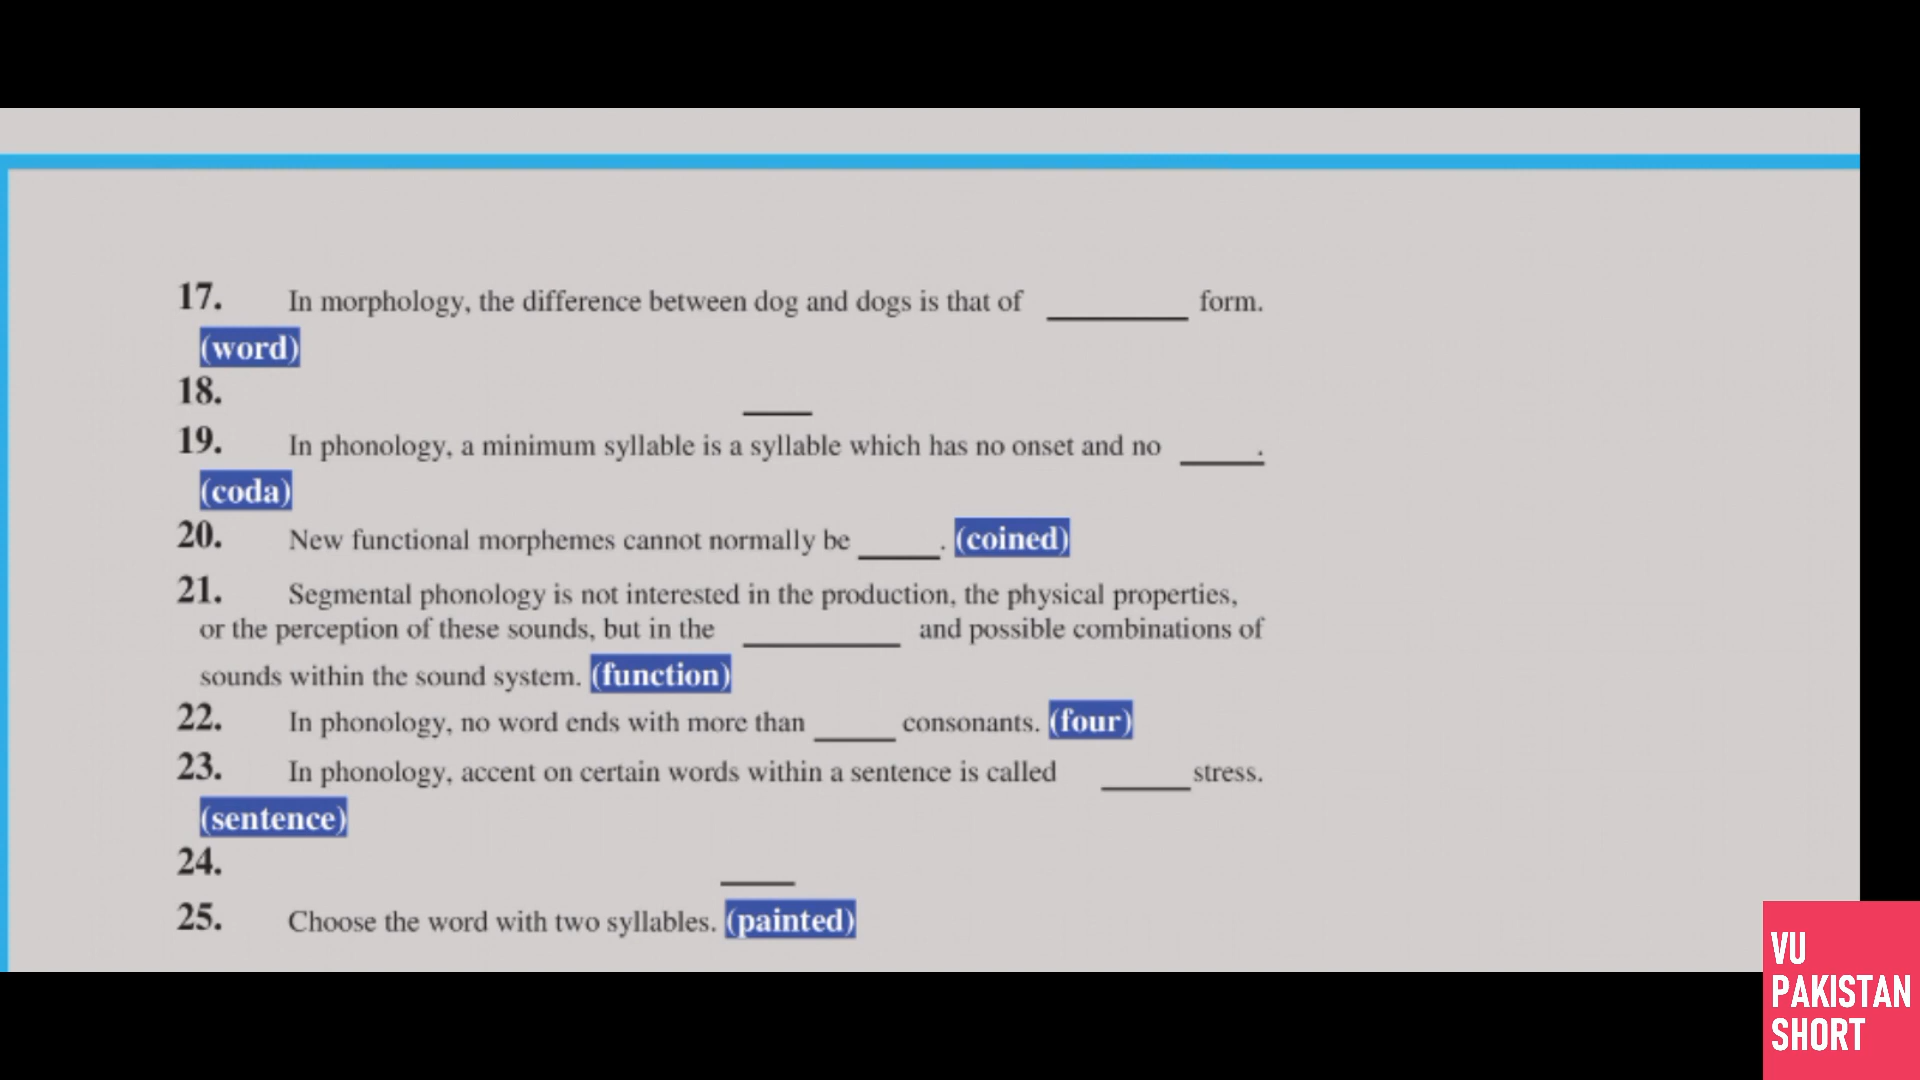 17. In morphology, the difference between dog and dogs is that of ________ form.
(word)
18. ____
19. In phonology, a minimum syllable is a syllable which has no onset and no _____.
(coda)
20. New functional morphemes cannot normally be _____. (coined)
21. Segmental phonology is not interested in the production, the physical properties,
or the perception of these sounds, but in the _________ and possible combinations of
sounds within the sound system. (function)
22. In phonology, no word ends with more than _____ consonants. (four)
23. In phonology, accent on certain words within a sentence is called _____stress.
(sentence)
24. ____
25. Choose the word with two syllables. (painted)
VU
PAKISTAN
SHORT